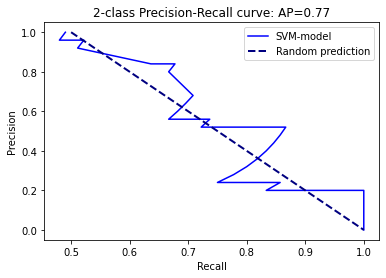 2-class Precision-Recall curve: AP=0.77
SVM-model
Random prediction
Precision
1.0
0.8
0.6
0.4
0.2
0.0
0.5
0.6
0.7
0.8
0.9
1.0
Recall